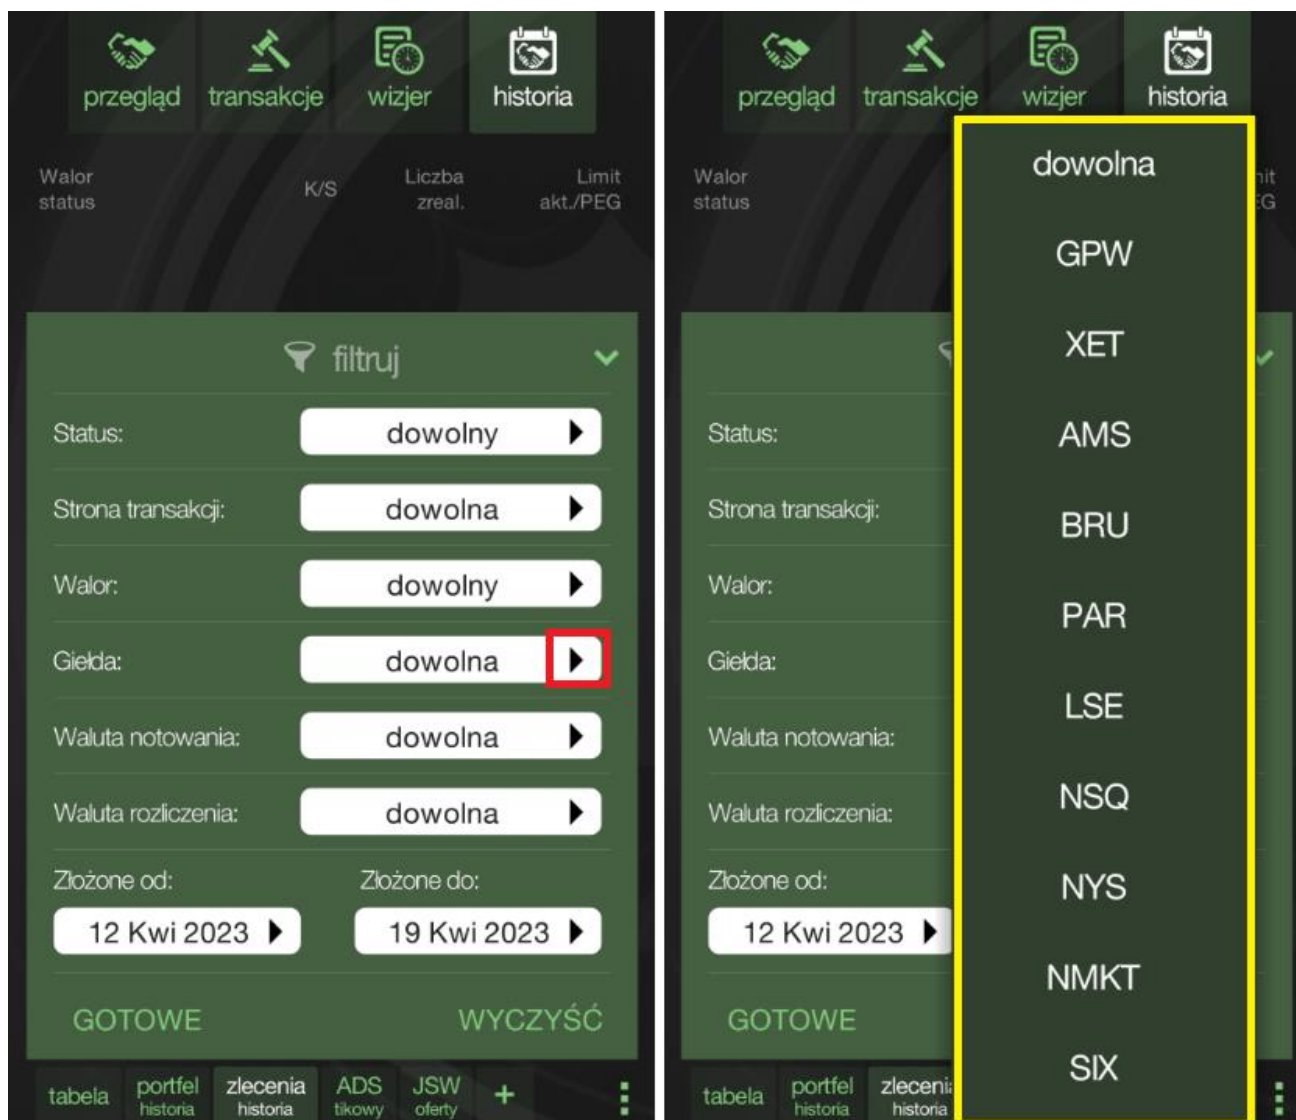 przegląd transakcje wizjer historia
Walor K/S Liczba Limit
status zreal. akt./PEG
filtruj
Status: dowolny
Strona transakcji: dowolna
Walor: dowolny
Giełda: dowolna
Waluta notowania: dowolna
Waluta rozliczenia: dowolna
Złożone od: Złożone do:
12 Kwi 2023 19 Kwi 2023
GOTOWE WYCZYŚĆ
tabela portfel zlecenia ADS JSW +
historia historia tikowy oferty
przegląd transakcje wizjer historia
Walor
status
Status:
Strona transakcji:
Walor:
Giełda:
Waluta notowania:
Waluta rozliczenia:
Złożone od:
12 Kwi 2023
GOTOWE
tabela portfel
historia historia
dowolna
GPW
XET
AMS
BRU
PAR
LSE
NSQ
NYS
NMKT
SIX